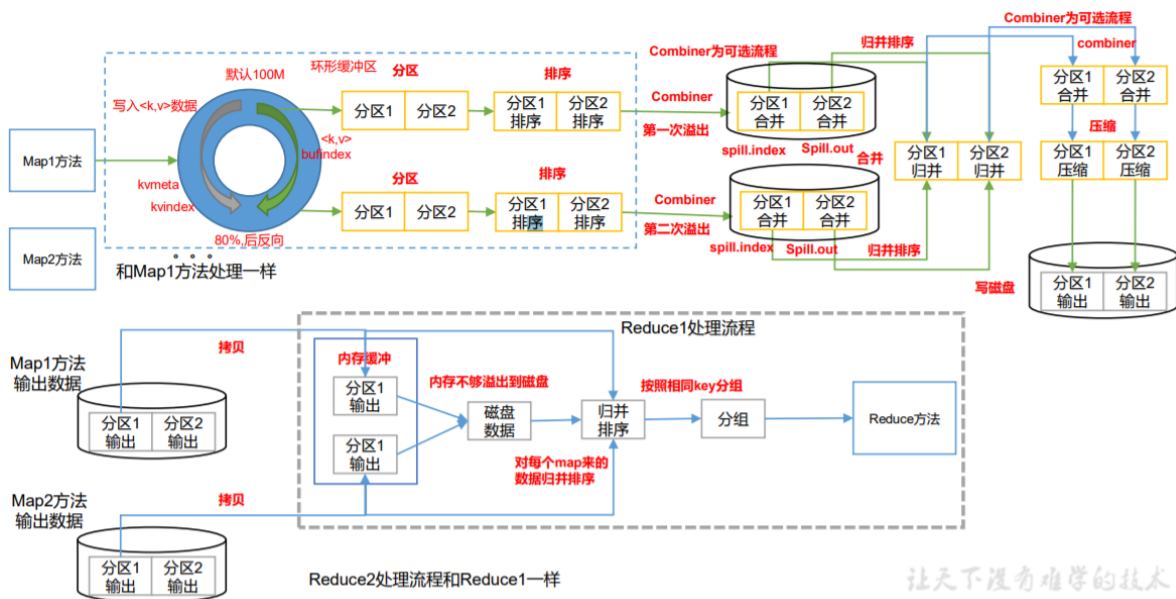 Combiner为可选流程
combiner
Combiner为可选流程
归并排序
默认100M
环形缓冲区
分区
排序
写入<k,v>数据
分区1
分区2
分区1
排序
分区2
排序
Combiner
第一次溢出
分区1
合并
分区2
合并
spill.index
Spill.out
分区1
合并
分区2
合并
压缩
分区1
压缩
分区2
压缩
Map1方法
<k,v>
bufindex
kvmeta
kvindex
80%,后反向
合并
分区1
归并
分区2
归并
分区
排序
分区1
分区2
分区1
排序
分区2
排序
Combiner
第二次溢出
分区1
合并
分区2
合并
spill.index
Spill.out
归并排序
Map2方法
• • •
和Map1方法处理一样
写磁盘
分区1
输出
分区2
输出
Reduce1处理流程
Map1方法
输出数据
拷贝
分区1
输出
分区2
输出
内存缓冲
分区1
输出
分区1
输出
内存不够溢出到磁盘
磁盘
数据
归并
排序
对每个map来的
数据归并排序
按照相同key分组
分组
Reduce方法
Map2方法
输出数据
拷贝
分区1
输出
分区2
输出
Reduce2处理流程和Reduce1一样
让天下没有难学的技术